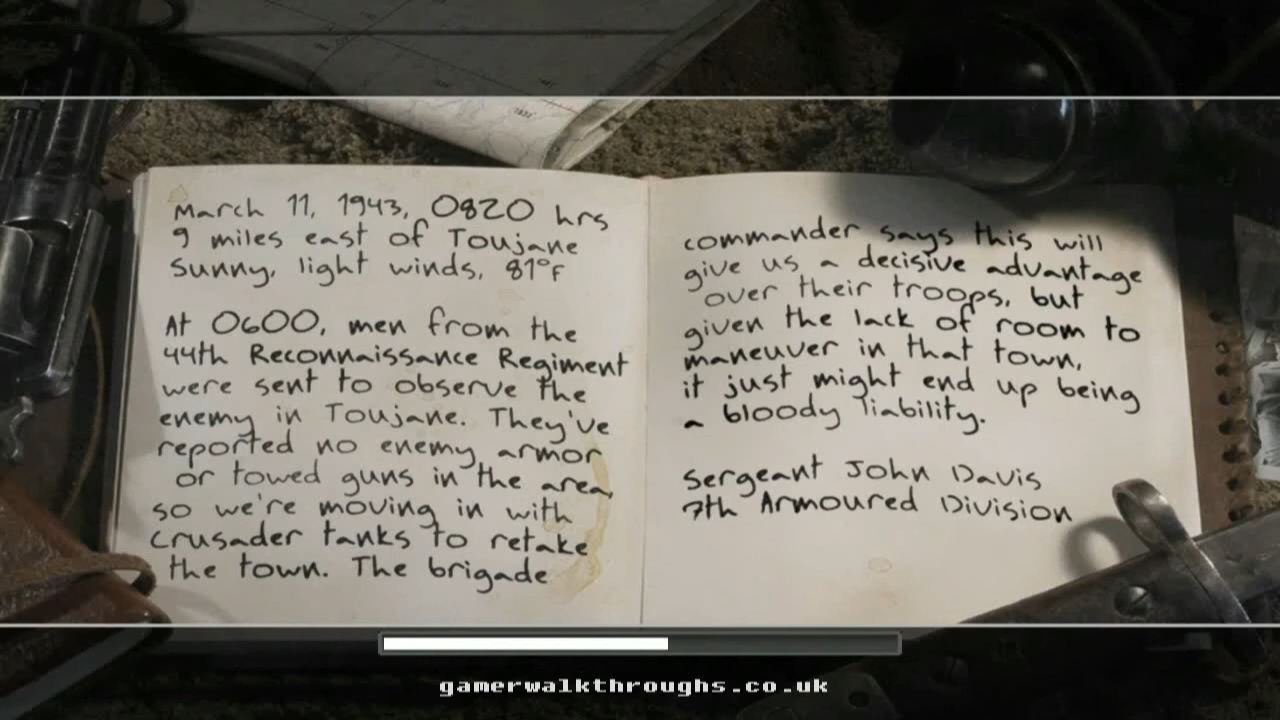 March 11, 1943, 0820 hrs
9 miles east of Toujane
Sunny, light winds, 81°F
At 0600, men from the
44th Reconnaissance Regiment
were sent to observe the
enemy in Toujane. They've
reported no enemy armor
or towed guns in the area,
so we're moving in with
crusader tanks to retake
the town. The brigade
commander says this will
give us a decisive advantage
over their troops, but
given the lack of room to
maneuver in that town,
it just might end up being
a bloody liability.
Sergeant John Davis
7th Armoured Division
gamerwalkthroughs.co.uk